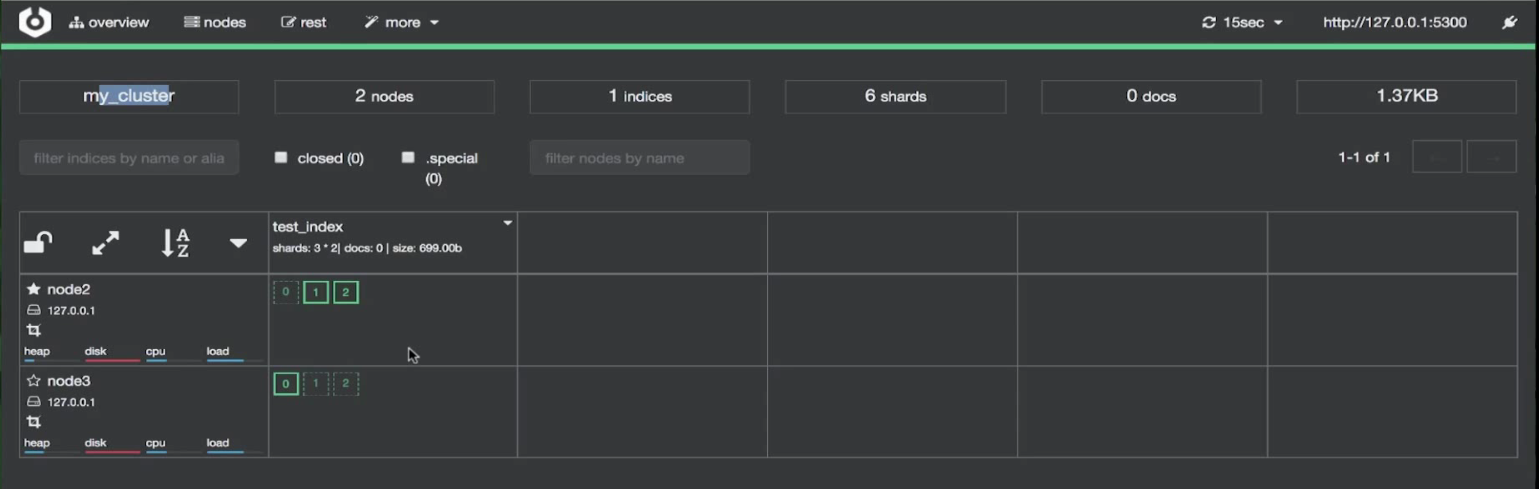 overview nodes rest more 15sec http://127.0.0.1:5300
my_cluster 2 nodes 1 indices 6 shards 0 docs 1.37KB
filter indices by name or alia closed (0) .special filter nodes by name 1-1 of 1
(0)
test_index
A
Z
shards: 3 * 2| docs: 0 | size: 699.00b
node2
0 1 2
127.0.0.1
heap disk cpu load
node3
0 1 2
127.0.0.1
heap disk cpu load